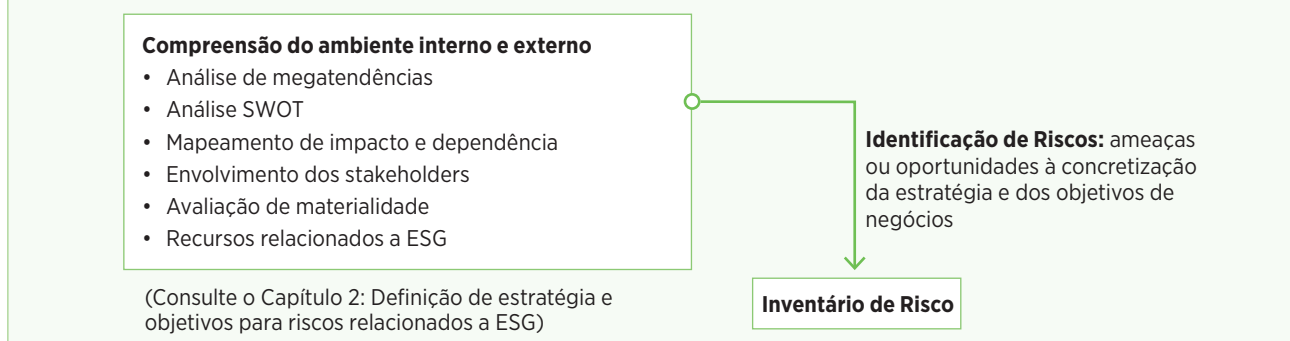 Compreensão do ambiente interno e externo
• Análise de megatendências
• Análise SWOT
• Mapeamento de impacto e dependência
• Envolvimento dos stakeholders
• Avaliação de materialidade
• Recursos relacionados a ESG
(Consulte o Capítulo 2: Definição de estratégia e
objetivos para riscos relacionados a ESG)
Identificação de Riscos: ameaças
ou oportunidades à concretização
da estratégia e dos objetivos de
negócios
Inventário de Risco